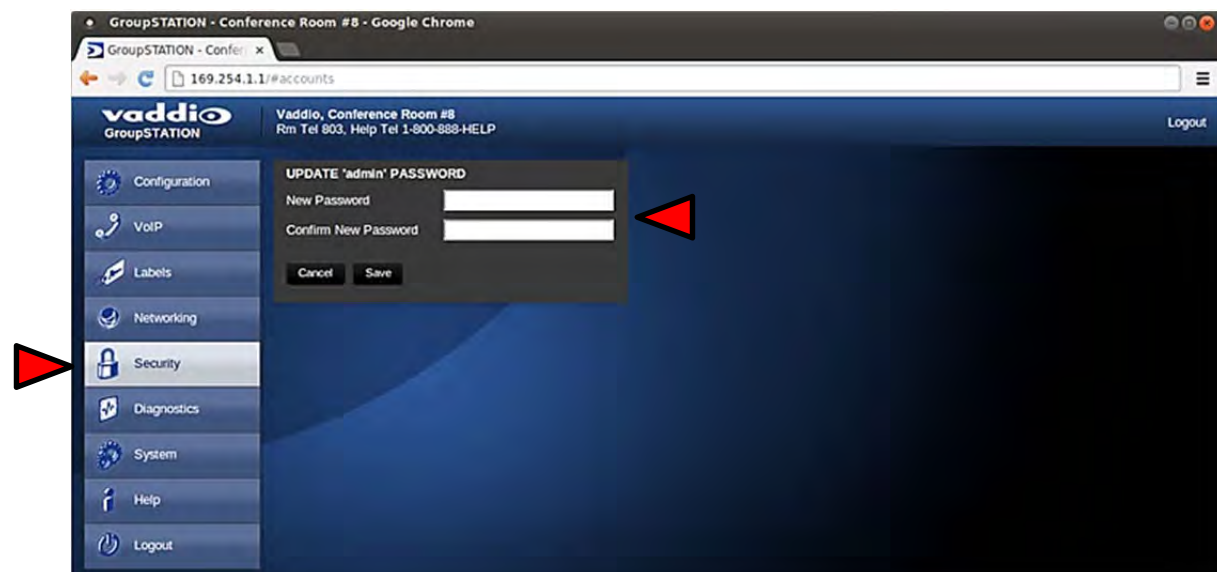 GroupSTATION - Conference Room #8 - Google Chrome
GroupSTATION - Confer
169.254.1.1/#accounts
vaddio
GroupSTATION
Vaddio, Conference Room #8
Rm Tel 803, Help Tel 1-800-888-HELP
Logout
Configuration
VoIP
Labels
Networking
Security
Diagnostics
System
Help
Logout
UPDATE 'admin' PASSWORD
New Password
Confirm New Password
Cancel Save